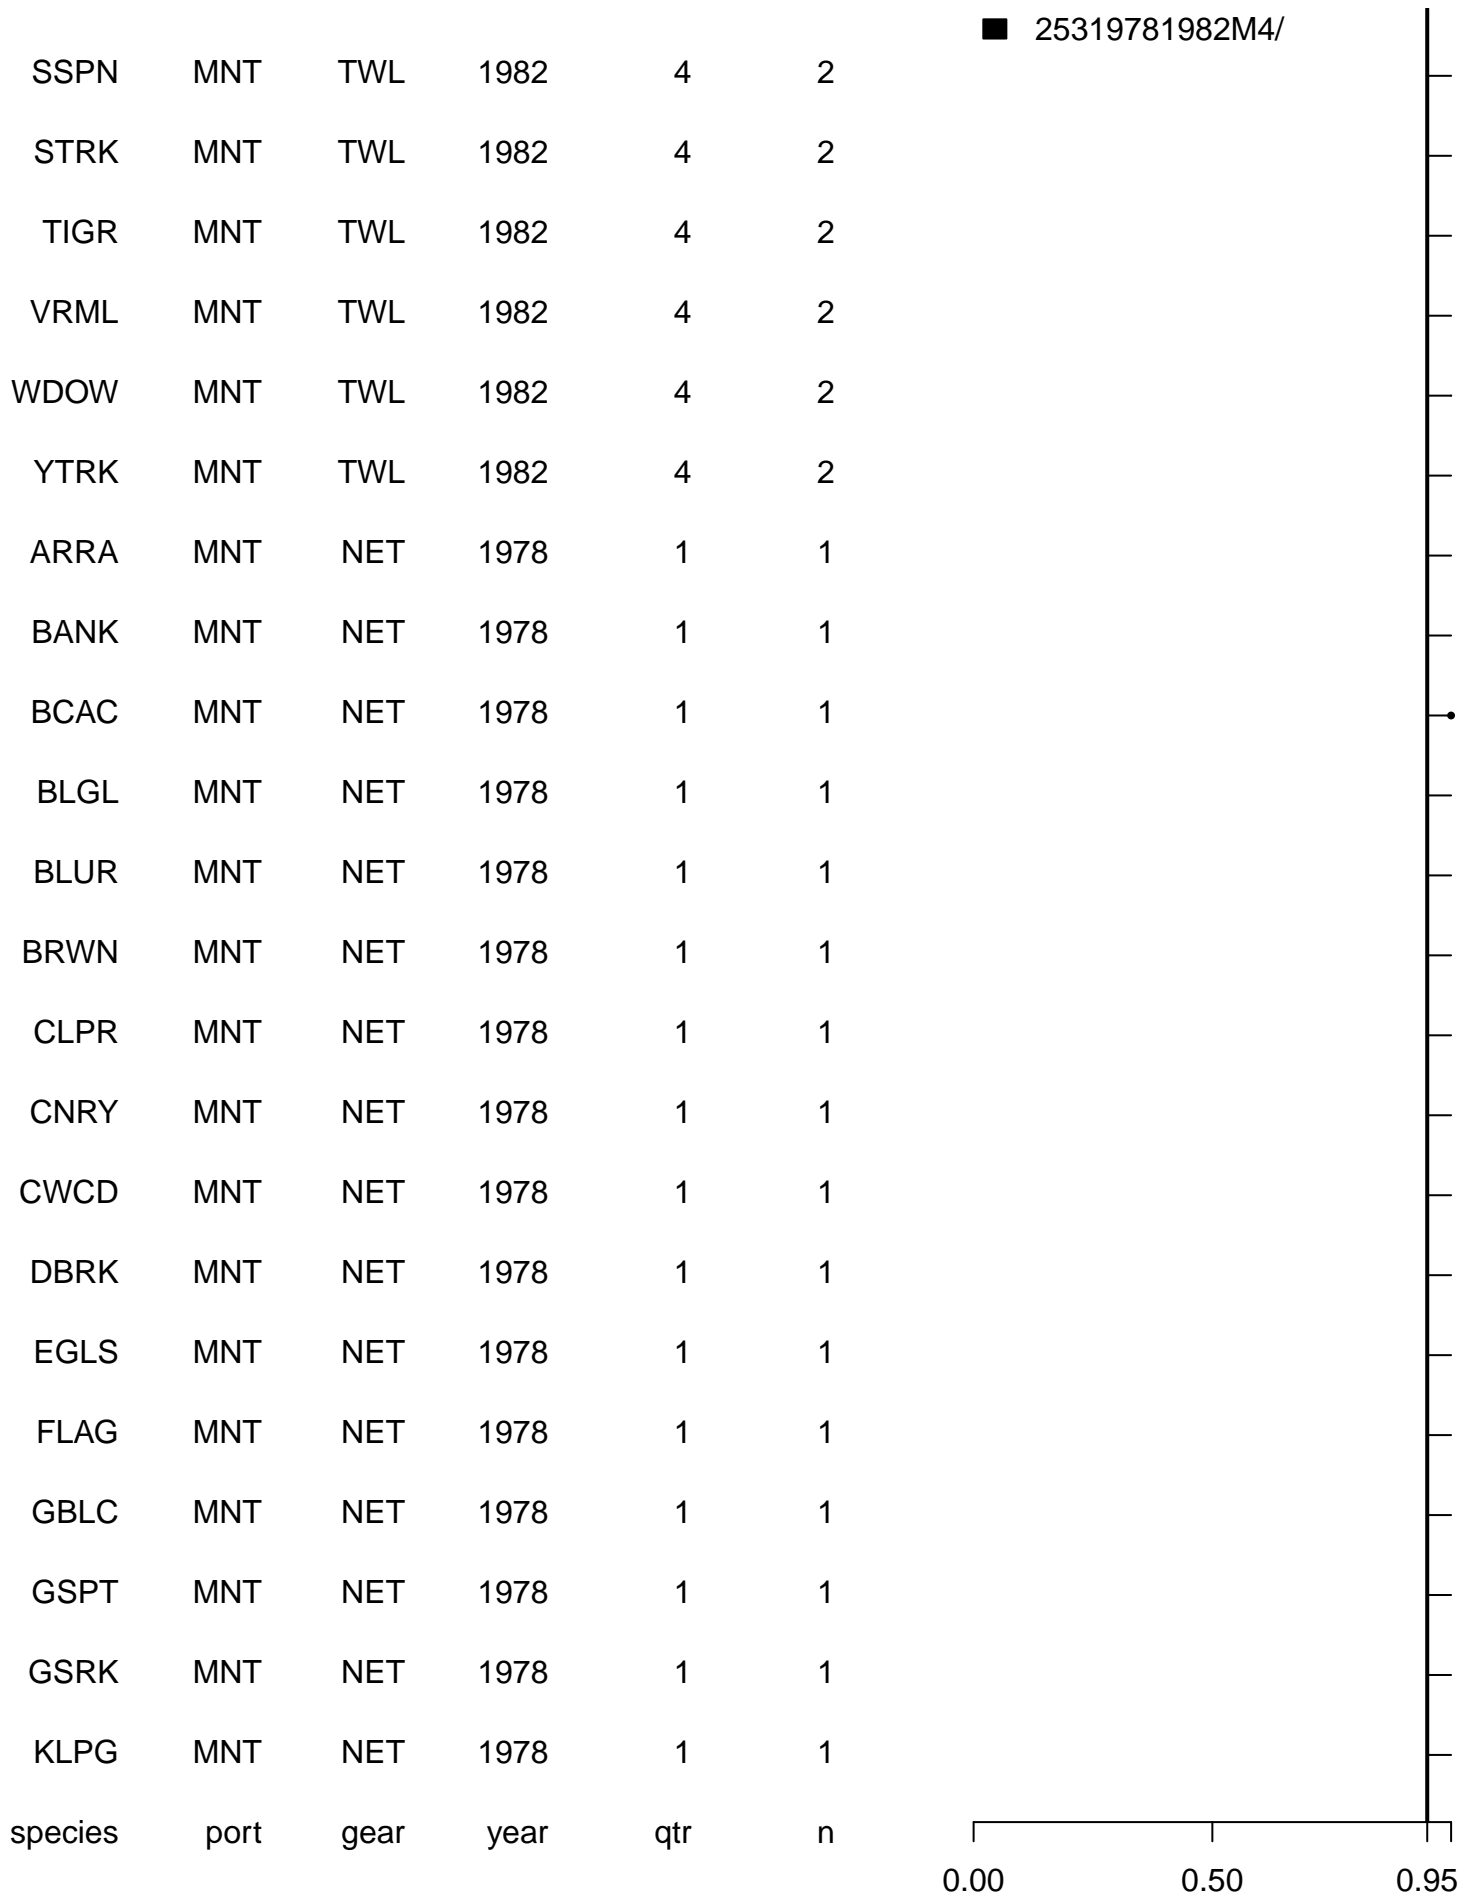 25319781982M4/
SSPN MNT TWL 1982 4 2
STRK MNT TWL 1982 4 2
TIGR MNT TWL 1982 4 2
VRML MNT TWL 1982 4 2
WDOW MNT TWL 1982 4 2
YTRK MNT TWL 1982 4 2
ARRA MNT NET 1978 1 1
BANK MNT NET 1978 1 1
BCAC MNT NET 1978 1 1
BLGL MNT NET 1978 1 1
BLUR MNT NET 1978 1 1
BRWN MNT NET 1978 1 1
CLPR MNT NET 1978 1 1
CNRY MNT NET 1978 1 1
CWCD MNT NET 1978 1 1
DBRK MNT NET 1978 1 1
EGLS MNT NET 1978 1 1
FLAG MNT NET 1978 1 1
GBLC MNT NET 1978 1 1
GSPT MNT NET 1978 1 1
GSRK MNT NET 1978 1 1
KLPG MNT NET 1978 1 1
species port gear year qtr n
0.00 0.50 0.95